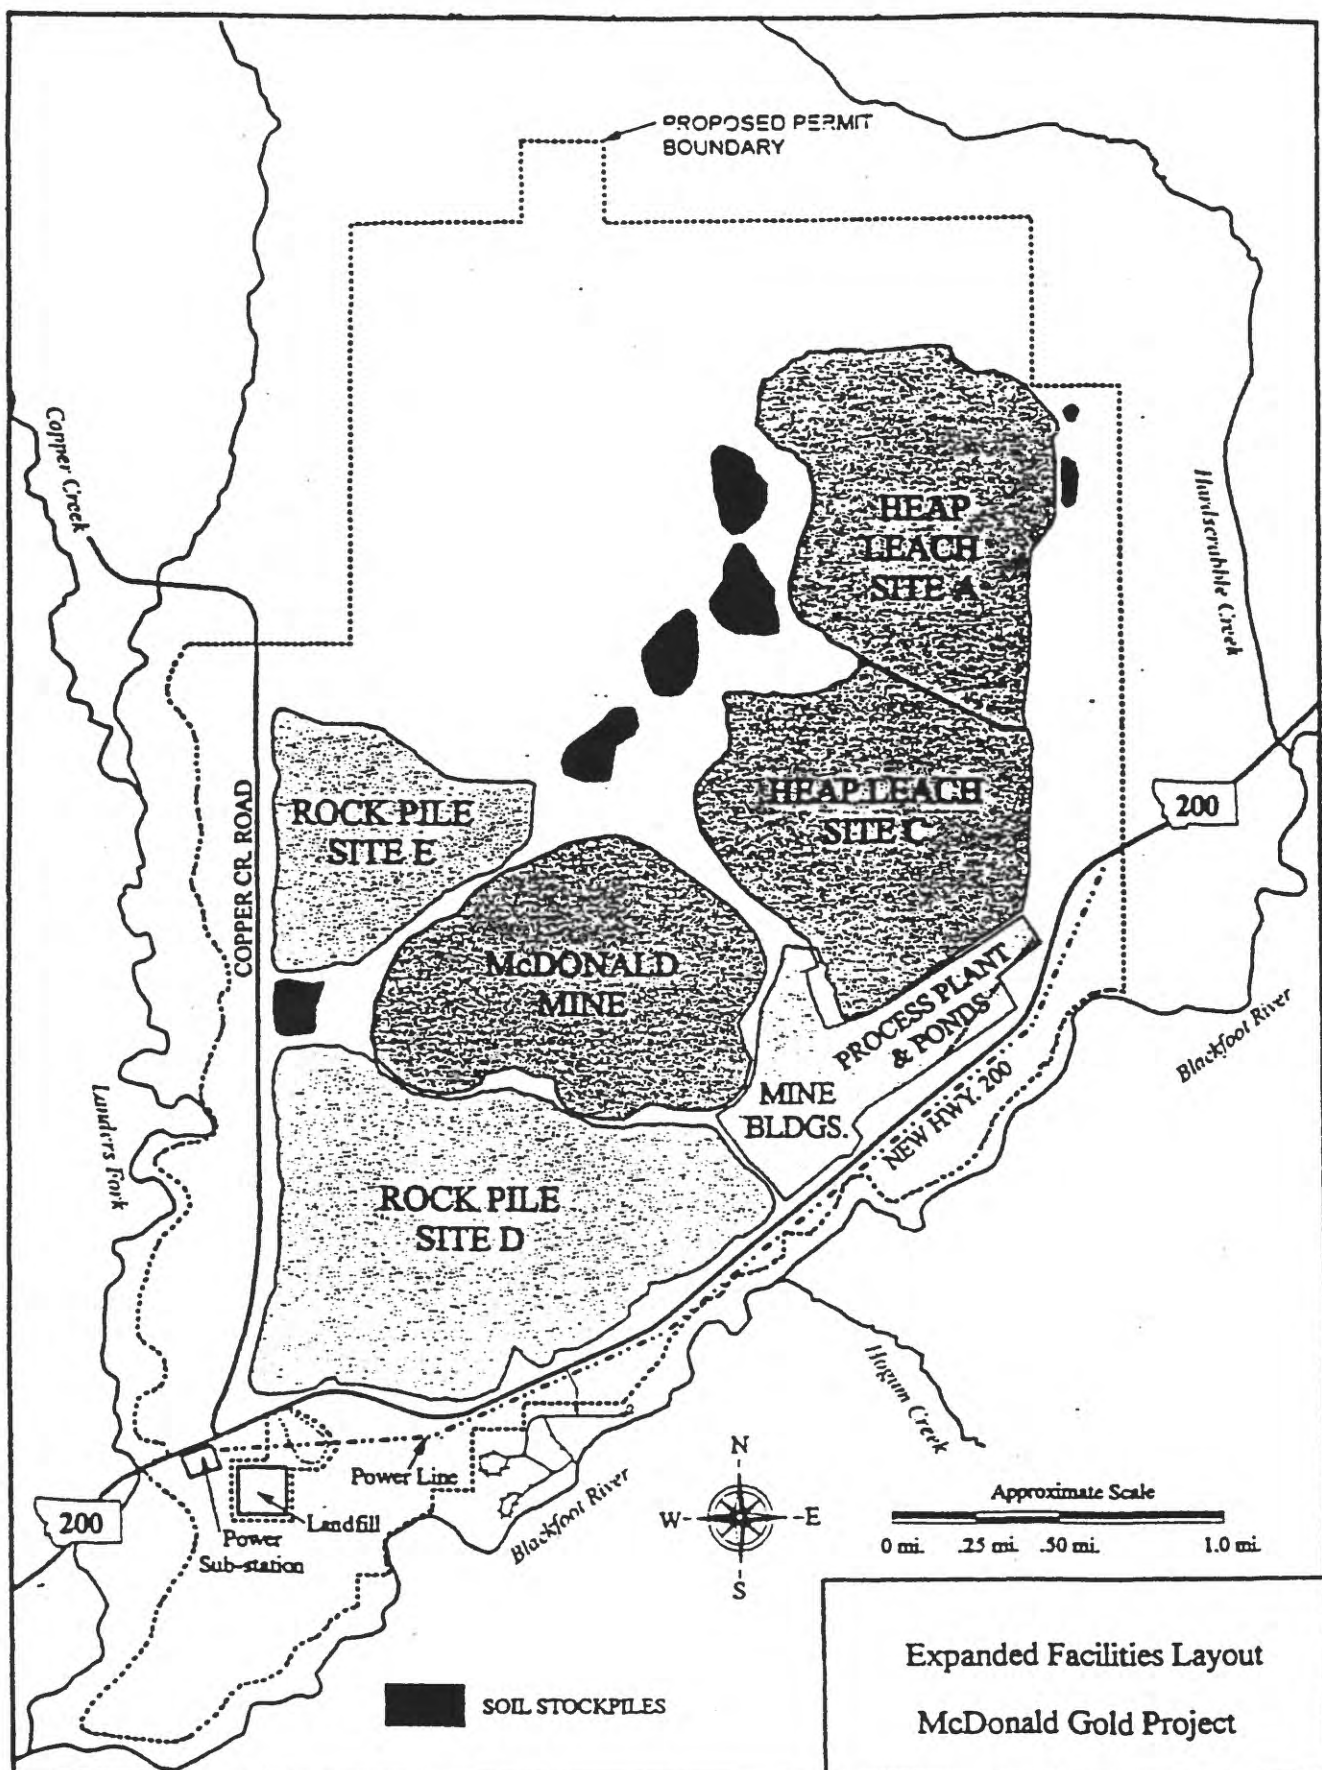 PROPOSED PERMIT
BOUNDARY
Copper Creek
HEAP
LEACH
SITE A
Hardscrabble Creek
ROCK PILE
SITE E
COPPER CR. ROAD
HEAP LEACH
SITE C
200
McDONALD
MINE
PROCESS PLANT
& PONDS
Blackfoot River
MINE
BLDGS.
NEW HWY. 200
Landers Fork
ROCK PILE
SITE D
Hogum Creek
Power Line
Landfill
200
Power
Sub-station
Blackfoot River
N
W
E
S
Approximate Scale
0 mi. .25 mi. .50 mi. 1.0 mi.
SOIL STOCKPILES
Expanded Facilities Layout
McDonald Gold Project